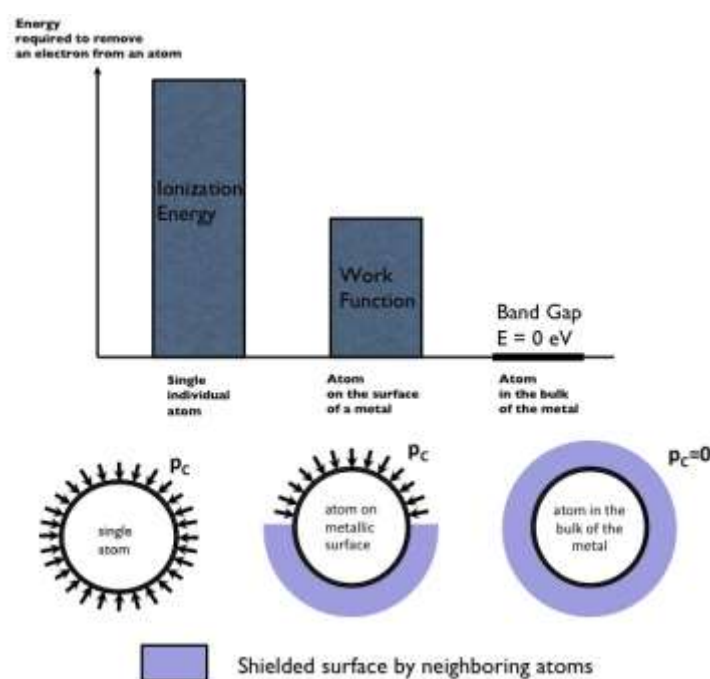 Energy
required to remove
an electron from an atom
Ionization
Energy
Work
Function
Band Gap
E = 0 eV
Single
individual
atom
Atom
on the surface
of a metal
Atom
in the bulk
of the metal
pc
pc
pc=0
single
atom
atom on
metallic
surface
atom in the
bulk of the
metal
Shielded surface by neighboring atoms